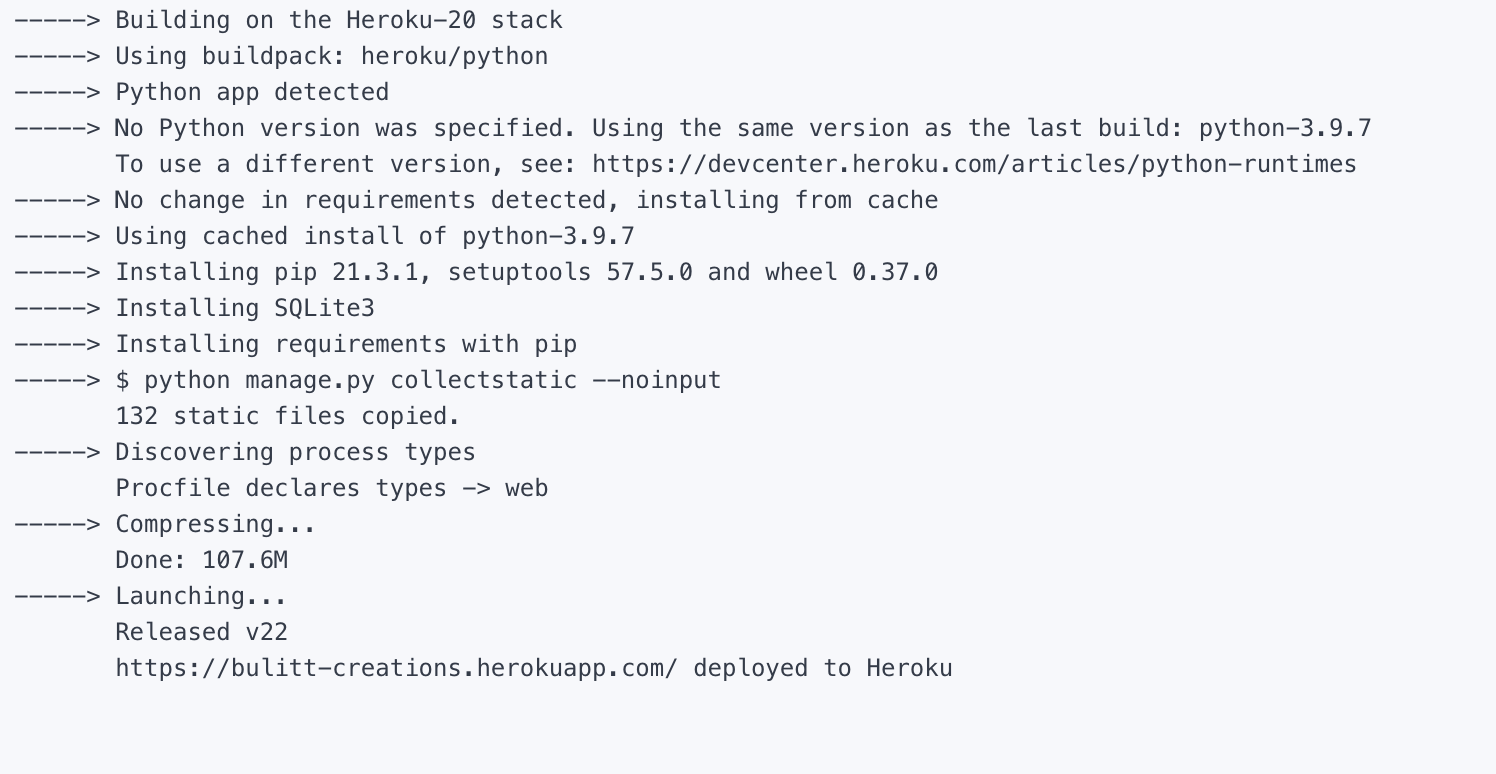 -----> Building on the Heroku-20 stack
-----> Using buildpack: heroku/python
-----> Python app detected
-----> No Python version was specified. Using the same version as the last build: python-3.9.7
       To use a different version, see: https://devcenter.heroku.com/articles/python-runtimes
-----> No change in requirements detected, installing from cache
-----> Using cached install of python-3.9.7
-----> Installing pip 21.3.1, setuptools 57.5.0 and wheel 0.37.0
-----> Installing SQLite3
-----> Installing requirements with pip
-----> $ python manage.py collectstatic --noinput
       132 static files copied.
-----> Discovering process types
       Procfile declares types -> web
-----> Compressing...
       Done: 107.6M
-----> Launching...
       Released v22
       https://bulitt-creations.herokuapp.com/ deployed to Heroku